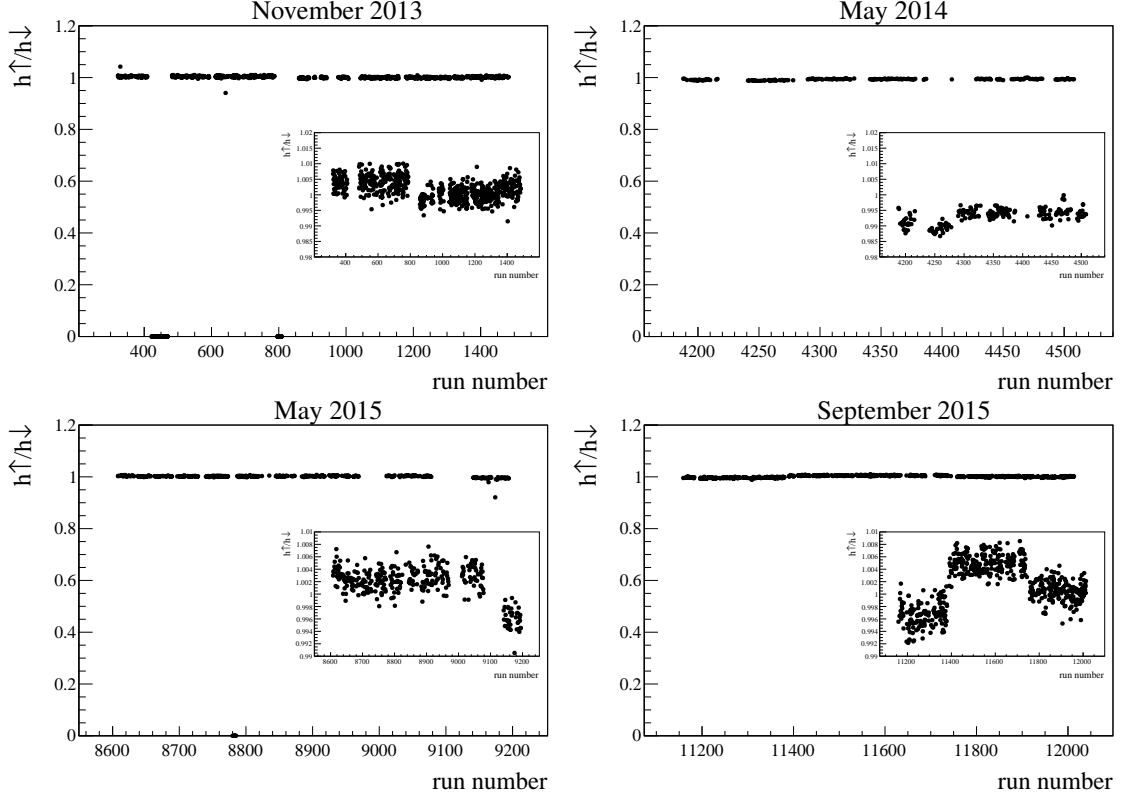 November 2013
h↑/h↓
1.2
1
0.8
0.6
0.4
0.2
0
400 600 800 1000 1200 1400
run number
h↑/h↓
1.02
1.015
1.01
1.005
1
0.995
0.99
0.985
0.98
400 600 800 1000 1200 1400
run number
May 2014
h↑/h↓
1.2
1
0.8
0.6
0.4
0.2
0
4200 4250 4300 4350 4400 4450 4500
run number
h↑/h↓
1.02
1.015
1.01
1.005
1
0.995
0.99
0.985
0.98
4200 4250 4300 4350 4400 4450 4500
run number
May 2015
h↑/h↓
1.2
1
0.8
0.6
0.4
0.2
0
8600 8700 8800 8900 9000 9100 9200
run number
h↑/h↓
1.01
1.008
1.006
1.004
1.002
1
0.998
0.996
0.994
0.992
0.99
8600 8700 8800 8900 9000 9100 9200
run number
September 2015
h↑/h↓
1.2
1
0.8
0.6
0.4
0.2
0
11200 11400 11600 11800 12000
run number
h↑/h↓
1.01
1.008
1.006
1.004
1.002
1
0.998
0.996
0.994
0.992
0.99
11200 11400 11600 11800 12000
run number